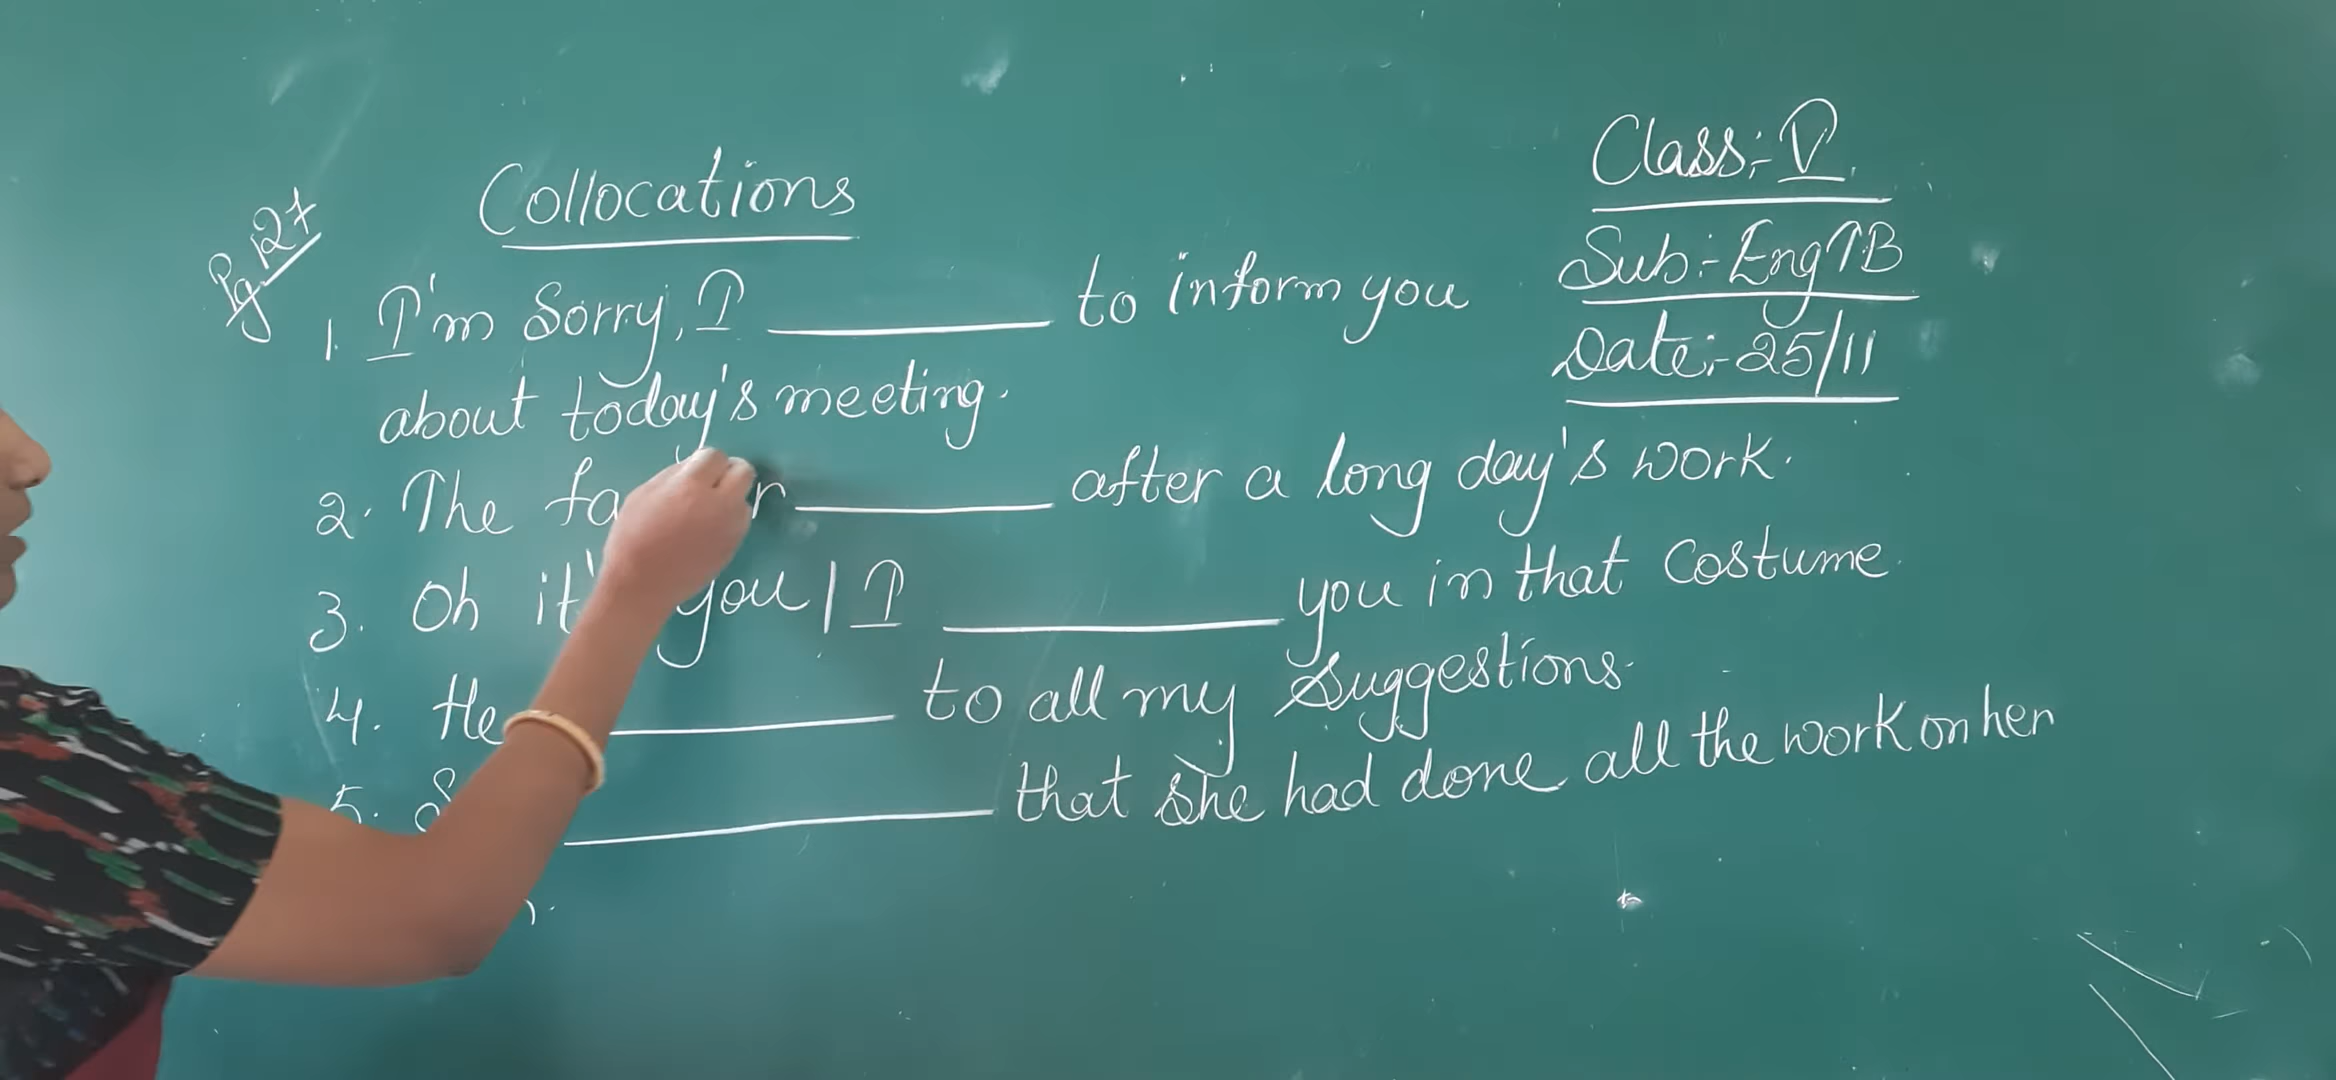 Collocations
Class:- V.
Sub:- Eng TB
Date:- 25/11
Pg 127
1. I'm Sorry, I ________ to inform you
about today's meeting.
2. The ________ after a long day's work.
3. Oh you! I ________ you in that costume.
4. He ________ to all my suggestions.
5. ________ that she had done all the work on her